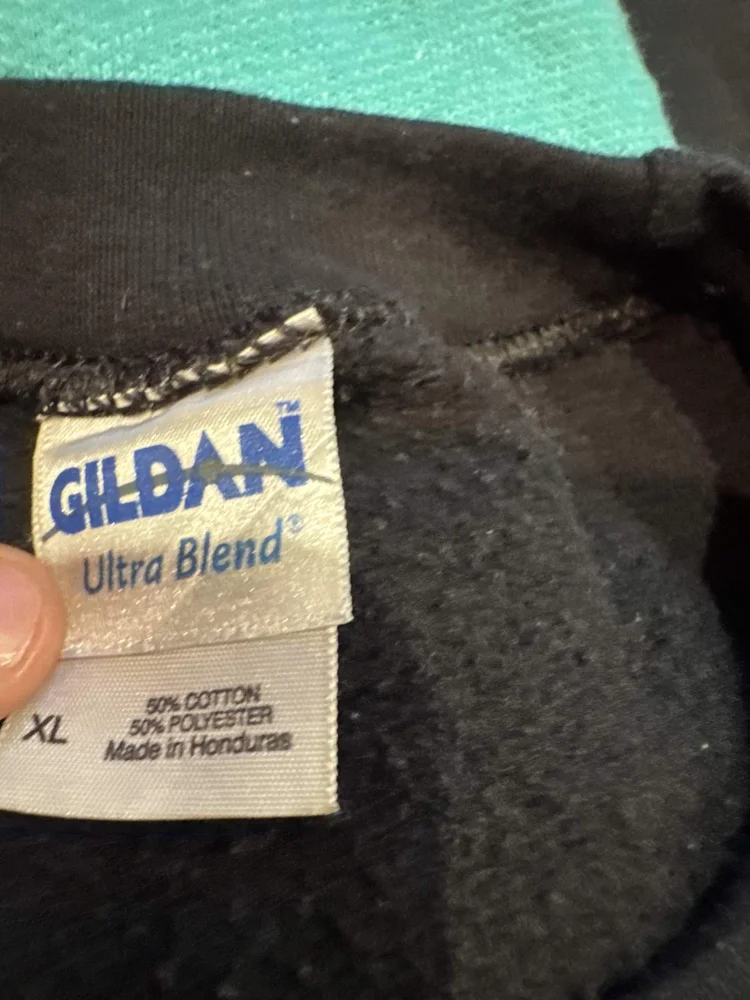 GILDAN™
Ultra Blend®
XL
50% COTTON
50% POLYESTER
Made in Honduras